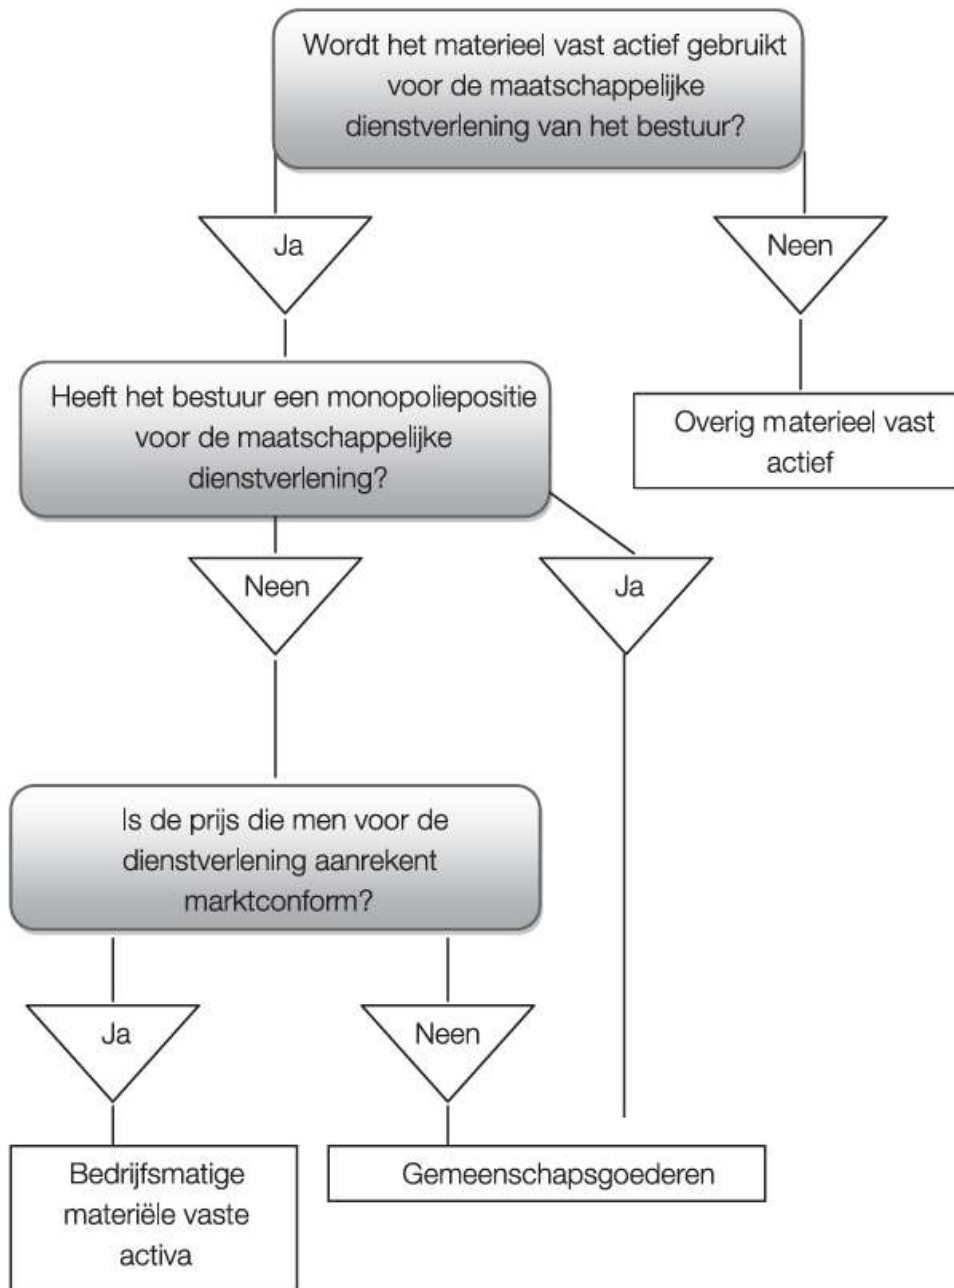 Wordt het materieel vast actief gebruikt
voor de maatschappelijke
dienstverlening van het bestuur?
Ja
Neen
Heeft het bestuur een monopoliepositie
voor de maatschappelijke
dienstverlening?
Overig materieel vast
actief
Neen
Ja
Is de prijs die men voor de
dienstverlening aanrekent
marktconform?
Ja
Neen
Bedrijfsmatige
materiële vaste
activa
Gemeenschapsgoederen